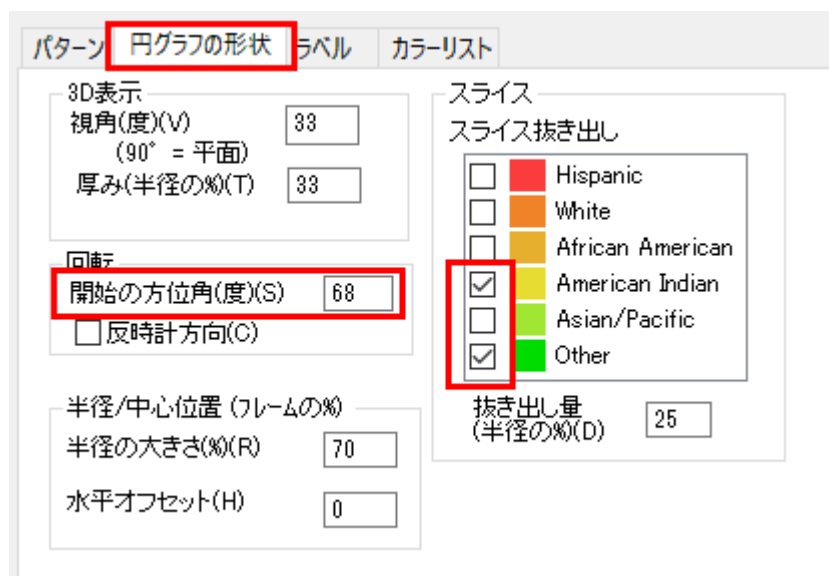 パターン 円グラフの形状 ラベル カラーリスト
3D表示
視角(度)(V) 33
(90° = 平面)
厚み(半径の%)(T) 33
回転
開始の方位角(度)(S) 68
反時計方向(C)
半径/中心位置 (フレームの%)
半径の大きさ(%)(R) 70
水平オフセット(H) 0
スライス
スライス抜き出し
Hispanic
White
African American
American Indian
Asian/Pacific
Other
抜き出し量
(半径の%)(D) 25